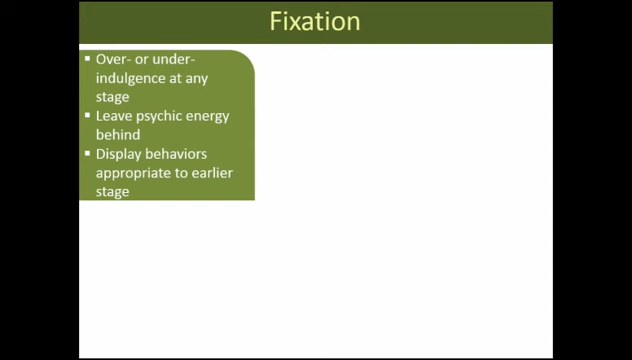 Fixation
▪ Over- or under-
indulgence at any
stage
▪ Leave psychic energy
behind
▪ Display behaviors
appropriate to earlier
stage